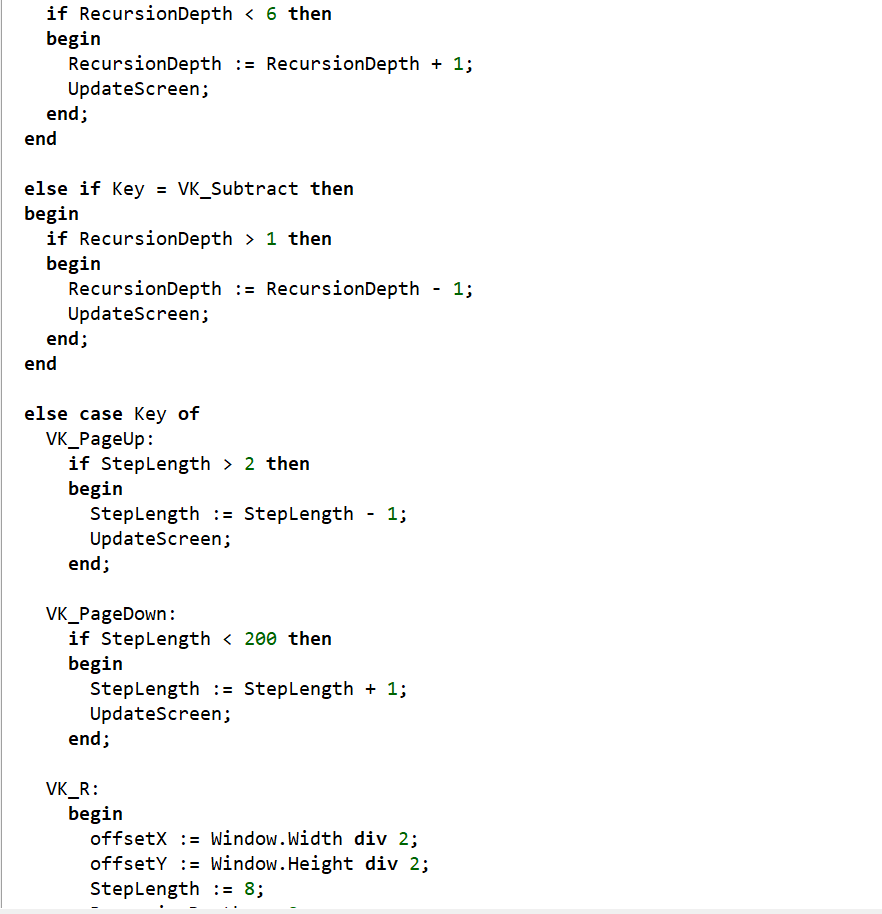 if RecursionDepth < 6 then
begin
RecursionDepth := RecursionDepth + 1;
UpdateScreen;
end;
end
else if Key = VK_Subtract then
begin
if RecursionDepth > 1 then
begin
RecursionDepth := RecursionDepth - 1;
UpdateScreen;
end;
end
else case Key of
VK_PageUp:
if StepLength > 2 then
begin
StepLength := StepLength - 1;
UpdateScreen;
end;
VK_PageDown:
if StepLength < 200 then
begin
StepLength := StepLength + 1;
UpdateScreen;
end;
VK_R:
begin
offsetX := Window.Width div 2;
offsetY := Window.Height div 2;
StepLength := 8;